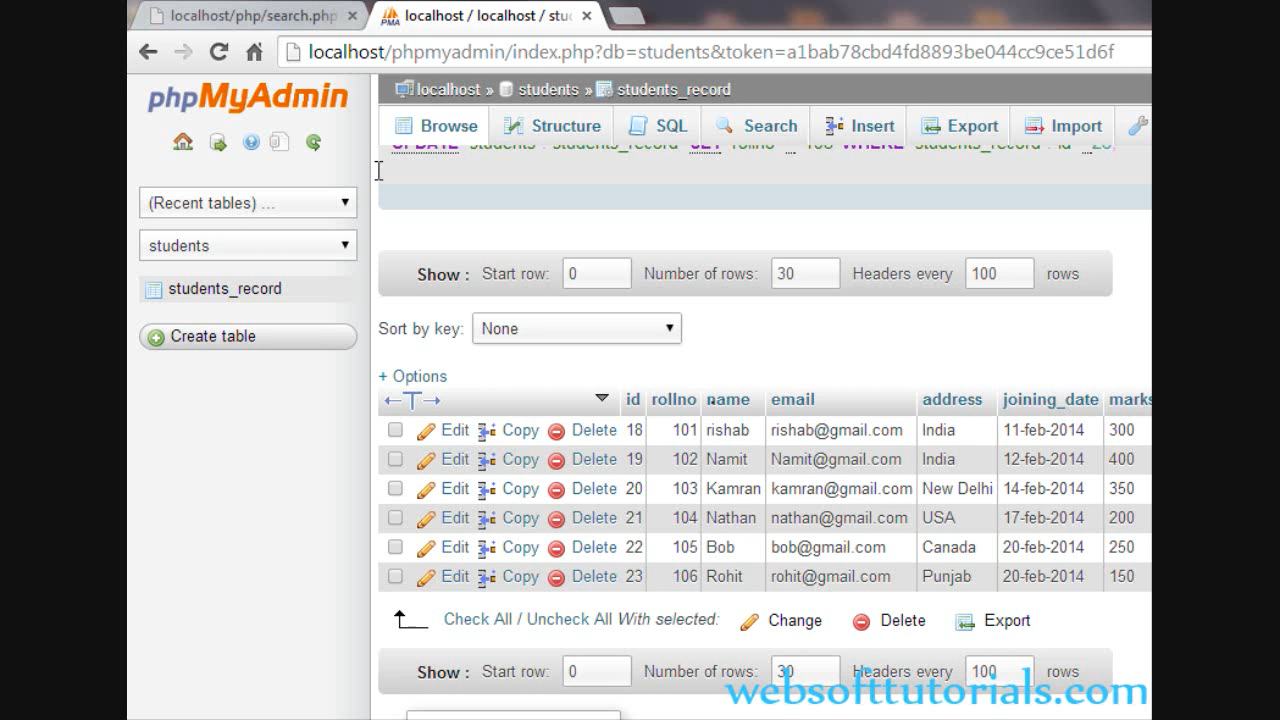 localhost/php/search.php
localhost / localhost / stu
localhost/phpmyadmin/index.php?db=students&token=a1bab78cbd4fd8893be044cc9ce51d6f
phpMyAdmin
(Recent tables) ...
students
students_record
Create table
localhost » students » students_record
Browse Structure SQL Search Insert Export Import
Show : Start row: 0 Number of rows: 30 Headers every 100 rows
Sort by key: None
+ Options
←T→ id rollno name email address joining_date marks
Edit Copy Delete 18 101 rishab rishab@gmail.com India 11-feb-2014 300
Edit Copy Delete 19 102 Namit Namit@gmail.com India 12-feb-2014 400
Edit Copy Delete 20 103 Kamran kamran@gmail.com New Delhi 14-feb-2014 350
Edit Copy Delete 21 104 Nathan nathan@gmail.com USA 17-feb-2014 200
Edit Copy Delete 22 105 Bob bob@gmail.com Canada 20-feb-2014 250
Edit Copy Delete 23 106 Rohit rohit@gmail.com Punjab 20-feb-2014 150
Check All / Uncheck All With selected: Change Delete Export
Show : Start row: 0 Number of rows: 30 Headers every 100 rows
websofttutorials.com